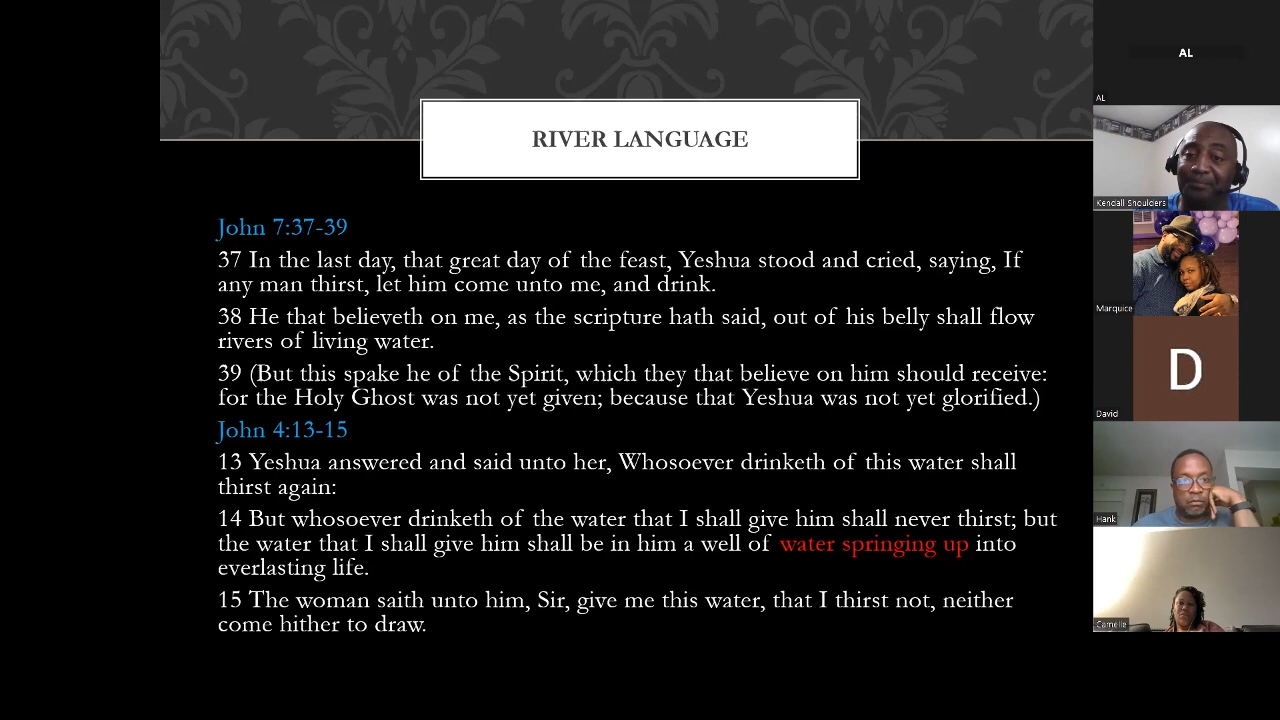 RIVER LANGUAGE
John 7:37-39
37 In the last day, that great day of the feast, Yeshua stood and cried, saying, If
any man thirst, let him come unto me, and drink.
38 He that believeth on me, as the scripture hath said, out of his belly shall flow
rivers of living water.
39 (But this spake he of the Spirit, which they that believe on him should receive:
for the Holy Ghost was not yet given; because that Yeshua was not yet glorified.)
John 4:13-15
13 Yeshua answered and said unto her, Whosoever drinketh of this water shall
thirst again:
14 But whosoever drinketh of the water that I shall give him shall never thirst; but
the water that I shall give him shall be in him a well of water springing up into
everlasting life.
15 The woman saith unto him, Sir, give me this water, that I thirst not, neither
come hither to draw.
AL
AL
Kendall Shoulders
Marquice
D
David
Hank
Camelle